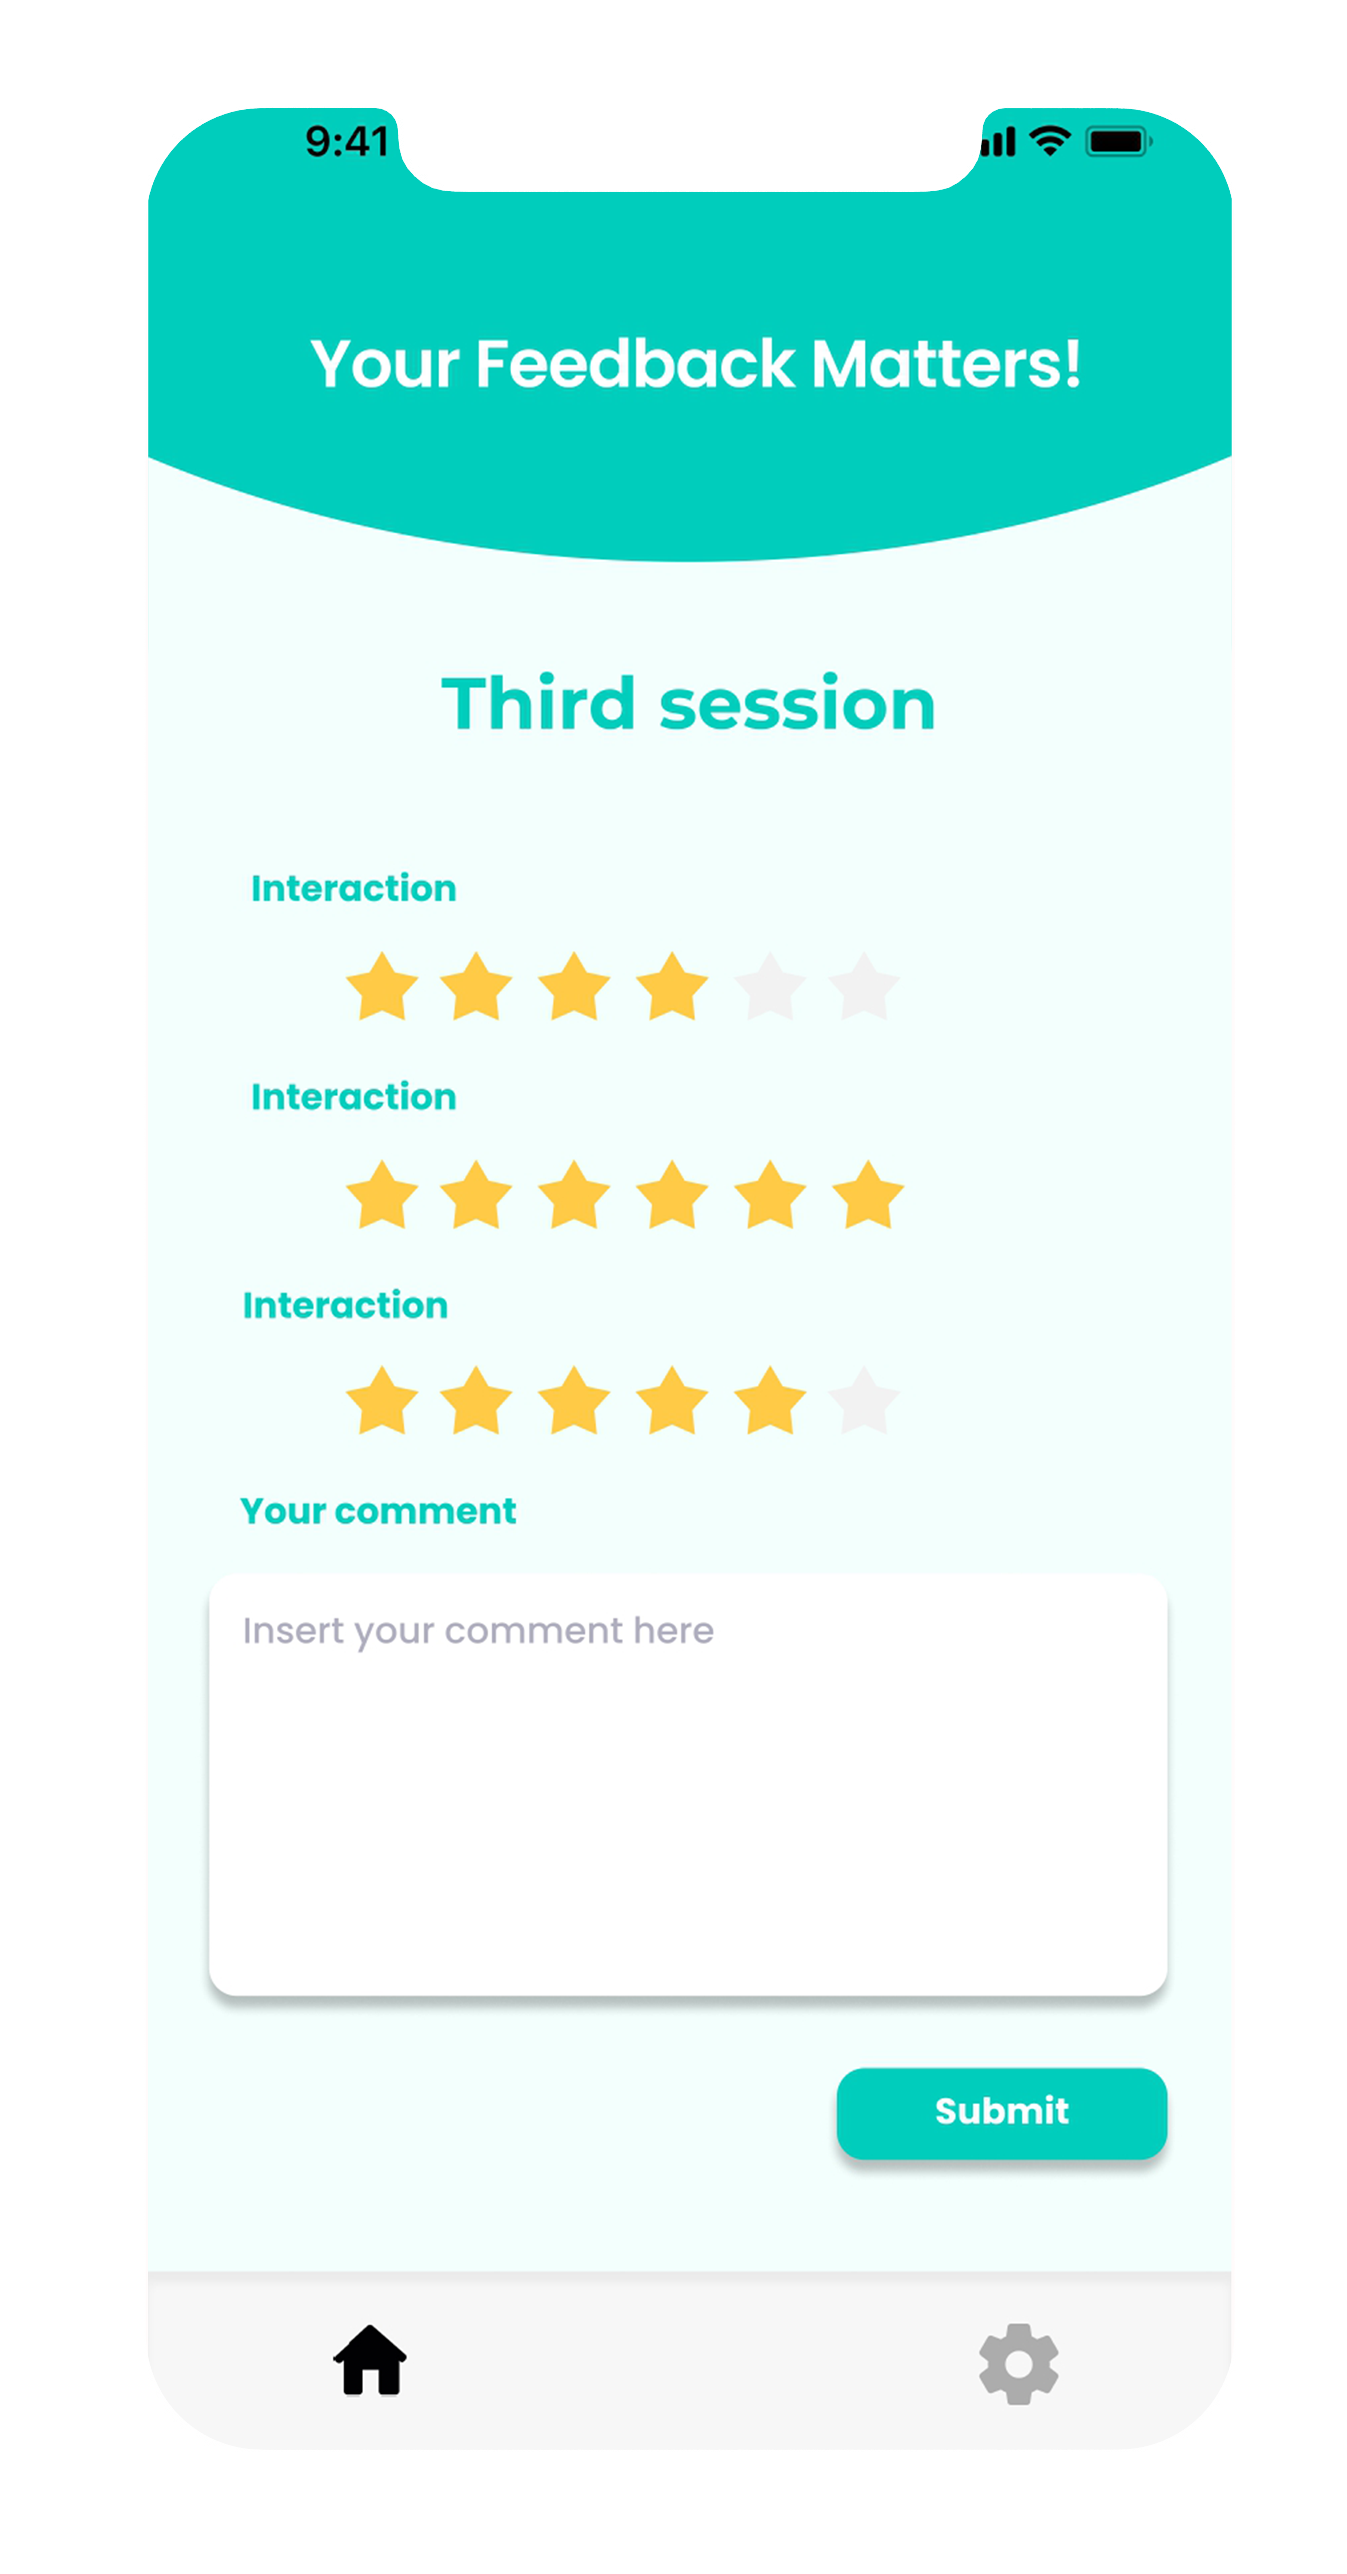 9:41
Your Feedback Matters!
Third session
Interaction
Interaction
Interaction
Your comment
Insert your comment here
Submit